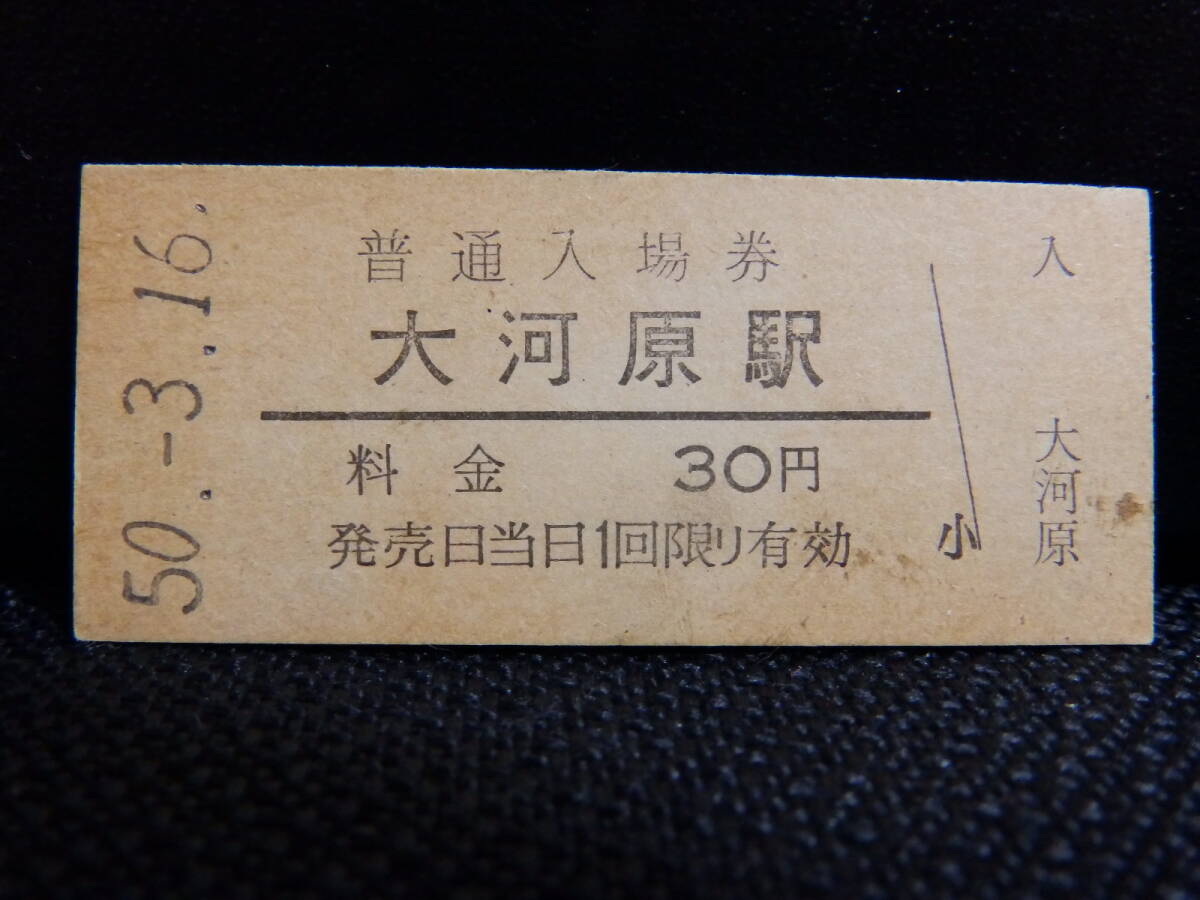 50.-3.16.
普通入場券
大河原駅
料金 30円
発売日当日1回限り有効
小
入
大河原